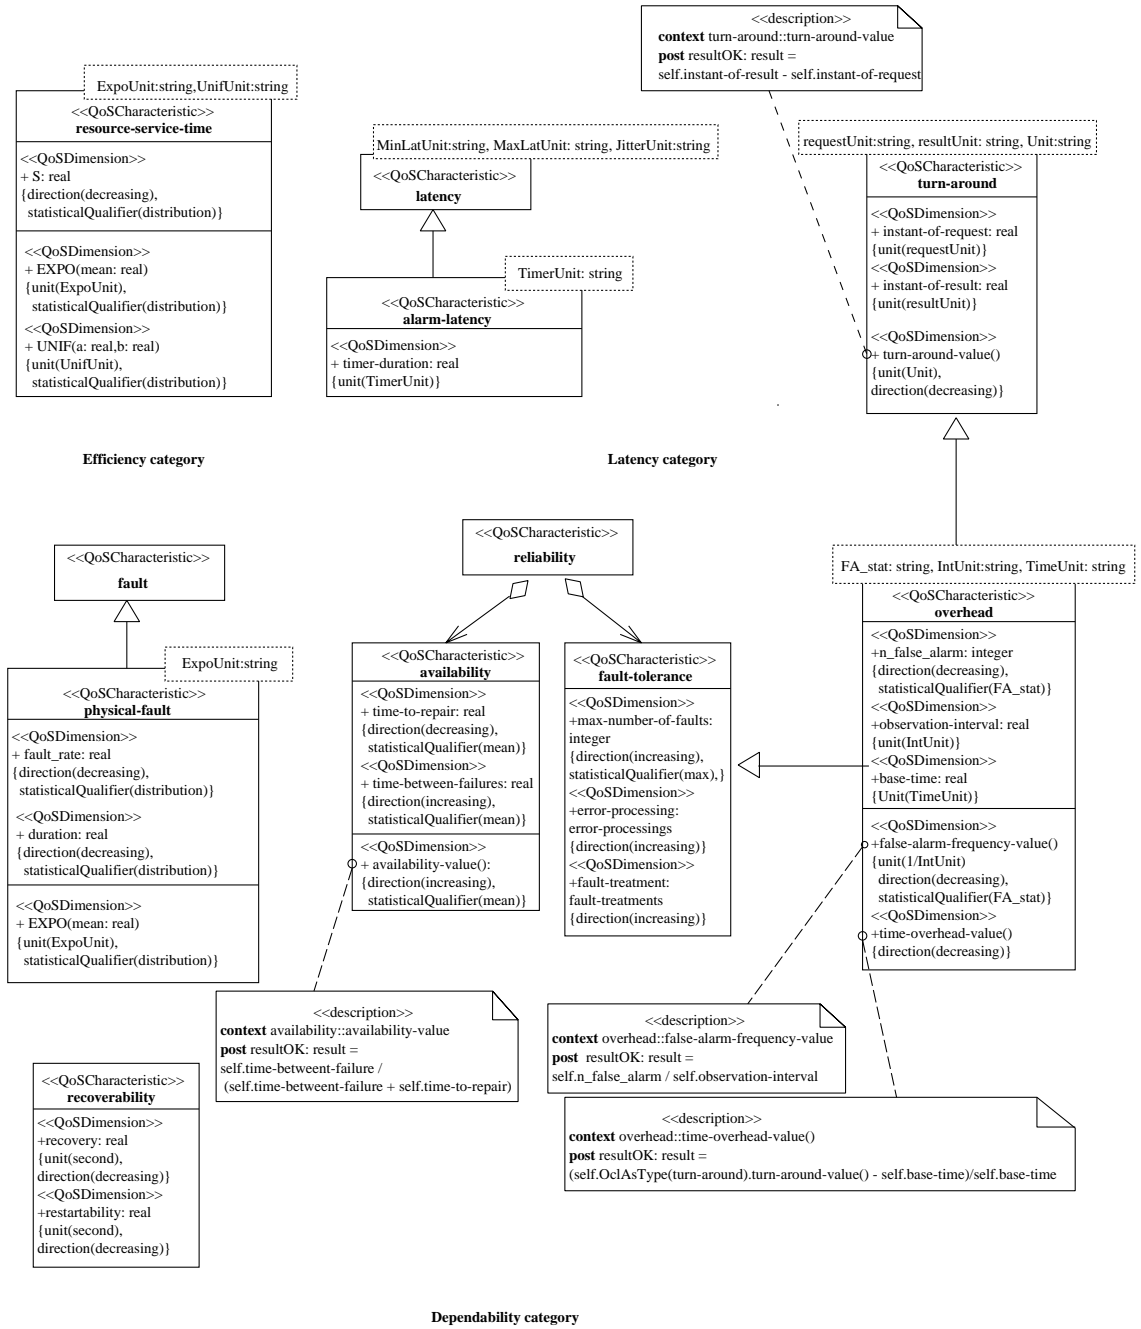 <<description>>
context turn-around::turn-around-value
post resultOK: result =
self.instant-of-result - self.instant-of-request
ExpoUnit:string,UnifUnit:string
<<QoSCharacteristic>>
resource-service-time
<<QoSDimension>>
+ S: real
{direction(decreasing),
statisticalQualifier(distribution)}
<<QoSDimension>>
+ EXPO(mean: real)
{unit(ExpoUnit),
statisticalQualifier(distribution)}
<<QoSDimension>>
+ UNIF(a: real,b: real)
{unit(UnifUnit),
statisticalQualifier(distribution)}
Efficiency category
MinLatUnit:string, MaxLatUnit: string, JitterUnit:string
<<QoSCharacteristic>>
latency
TimerUnit: string
<<QoSCharacteristic>>
alarm-latency
<<QoSDimension>>
+ timer-duration: real
{unit(TimerUnit)}
requestUnit:string, resultUnit: string, Unit:string
<<QoSCharacteristic>>
turn-around
<<QoSDimension>>
+ instant-of-request: real
{unit(requestUnit)}
<<QoSDimension>>
+ instant-of-result: real
{unit(resultUnit)}
<<QoSDimension>>
+ turn-around-value()
{unit(Unit),
direction(decreasing)}
Latency category
<<QoSCharacteristic>>
fault
ExpoUnit:string
<<QoSCharacteristic>>
physical-fault
<<QoSDimension>>
+ fault_rate: real
{direction(decreasing),
statisticalQualifier(distribution)}
<<QoSDimension>>
+ duration: real
{direction(decreasing),
statisticalQualifier(distribution)}
<<QoSDimension>>
+ EXPO(mean: real)
{unit(ExpoUnit),
statisticalQualifier(distribution)}
<<QoSCharacteristic>>
reliability
<<QoSCharacteristic>>
availability
<<QoSDimension>>
+ time-to-repair: real
{direction(decreasing),
statisticalQualifier(mean)}
<<QoSDimension>>
+ time-between-failures: real
{direction(increasing),
statisticalQualifier(mean)}
<<QoSDimension>>
+ availability-value():
{direction(increasing),
statisticalQualifier(mean)}
<<QoSCharacteristic>>
fault-tolerance
<<QoSDimension>>
+max-number-of-faults:
integer
{direction(increasing),
statisticalQualifier(max),}
<<QoSDimension>>
+error-processing:
error-processings
{direction(increasing)}
<<QoSDimension>>
+fault-treatment:
fault-treatments
{direction(increasing)}
FA_stat: string, IntUnit:string, TimeUnit: string
<<QoSCharacteristic>>
overhead
<<QoSDimension>>
+n_false_alarm: integer
{direction(decreasing),
statisticalQualifier(FA_stat)}
<<QoSDimension>>
+observation-interval: real
{unit(IntUnit)}
<<QoSDimension>>
+base-time: real
{Unit(TimeUnit)}
<<QoSDimension>>
+false-alarm-frequency-value()
{unit(1/IntUnit)
direction(decreasing),
statisticalQualifier(FA_stat)}
<<QoSDimension>>
+time-overhead-value()
{direction(decreasing)}
<<description>>
context availability::availability-value
post resultOK: result =
self.time-betweent-failure /
(self.time-betweent-failure + self.time-to-repair)
<<description>>
context overhead::false-alarm-frequency-value
post resultOK: result =
self.n_false_alarm / self.observation-interval
<<description>>
context overhead::time-overhead-value()
post resultOK: result =
(self.OclAsType(turn-around).turn-around-value() - self.base-time)/self.base-time
<<QoSCharacteristic>>
recoverability
<<QoSDimension>>
+recovery: real
{unit(second),
direction(decreasing)}
<<QoSDimension>>
+restartability: real
{unit(second),
direction(decreasing)}
Dependability category